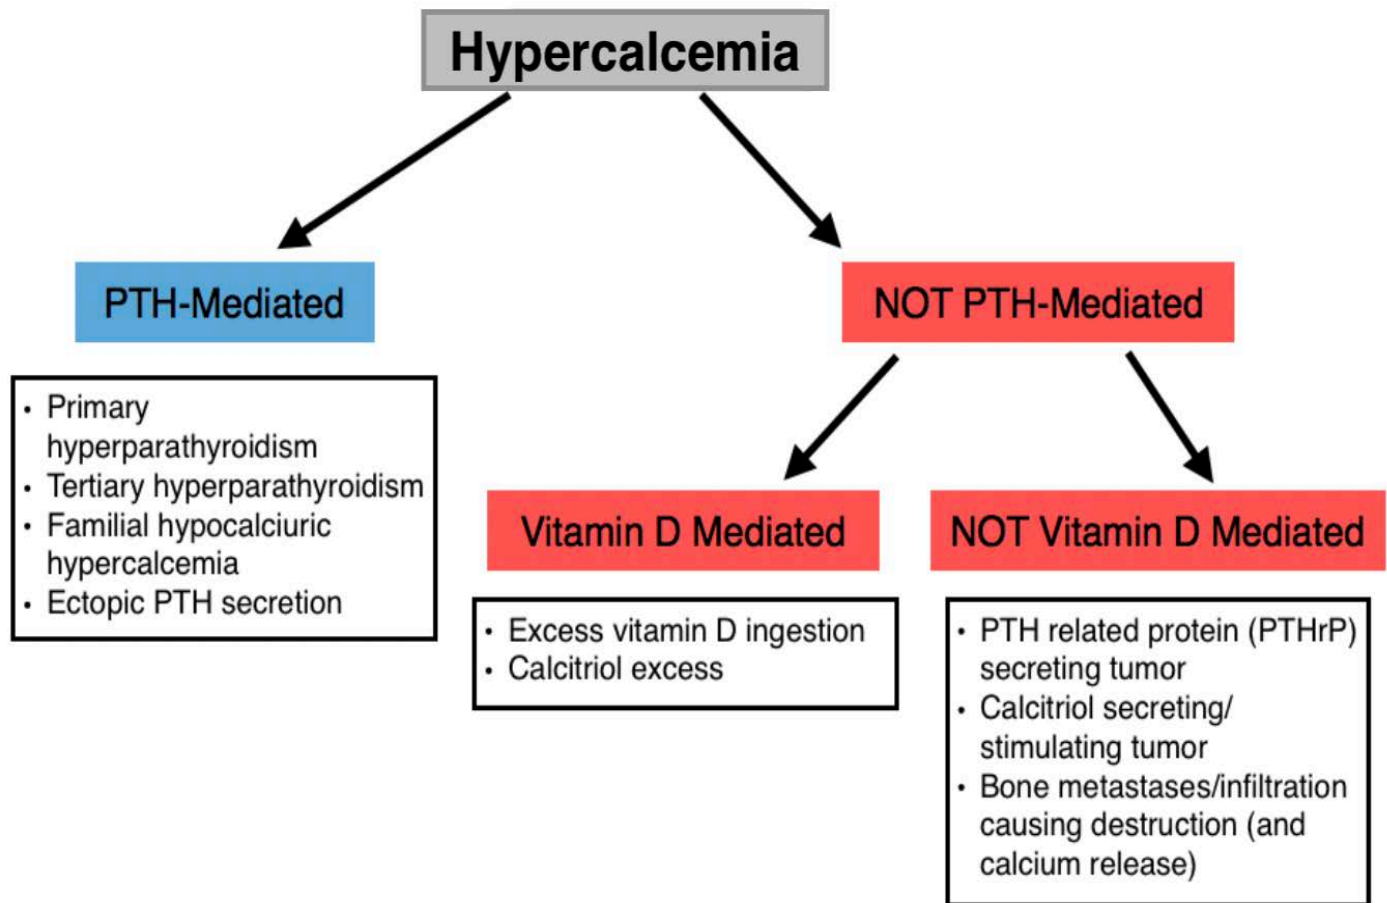 Hypercalcemia
PTH-Mediated
• Primary
hyperparathyroidism
• Tertiary hyperparathyroidism
• Familial hypocalciuric
hypercalcemia
• Ectopic PTH secretion
NOT PTH-Mediated
Vitamin D Mediated
• Excess vitamin D ingestion
• Calcitriol excess
NOT Vitamin D Mediated
• PTH related protein (PTHrP)
secreting tumor
• Calcitriol secreting/
stimulating tumor
• Bone metastases/infiltration
causing destruction (and
calcium release)